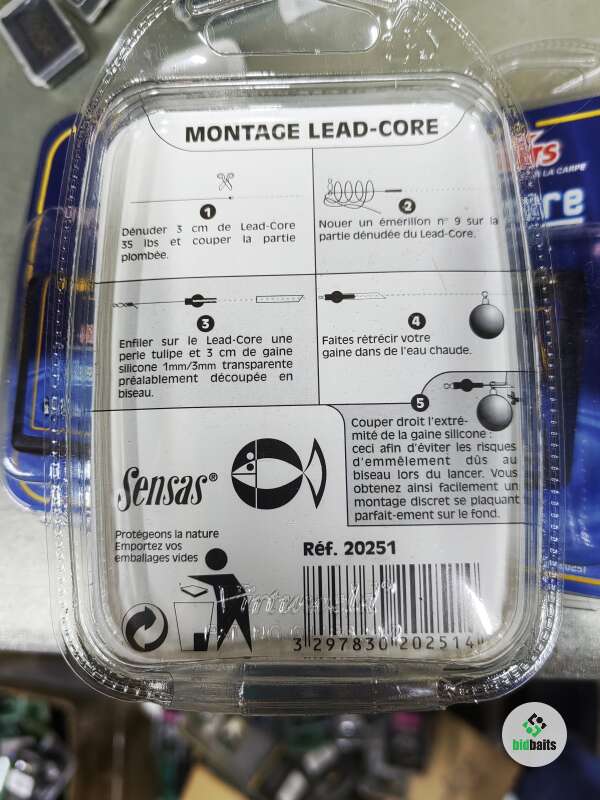 MONTAGE LEAD-CORE
1
Dénuder 3 cm de Lead-Core
35 lbs et couper la partie
plombée.
2
Nouer un émérillon n° 9 sur la
partie dénudée du Lead-Core.
3
Enfiler sur le Lead-Core une
perle tulipe et 3 cm de gaine
silicone 1mm/3mm transparente
préalablement découpée en
biseau.
4
Faites rétrécir votre
gaine dans de l'eau chaude.
5
Couper droit l'extré-
mité de la gaine silicone :
ceci afin d'éviter les risques
d'emmêlement dûs au
biseau lors du lancer. Vous
obtenez ainsi facilement un
montage discret se plaquant
parfait-ement sur le fond.
Sensas®
Protégeons la nature
Emportez vos
emballages vides
Réf. 20251
3 297830 202514
LA CARPE
bidbaits